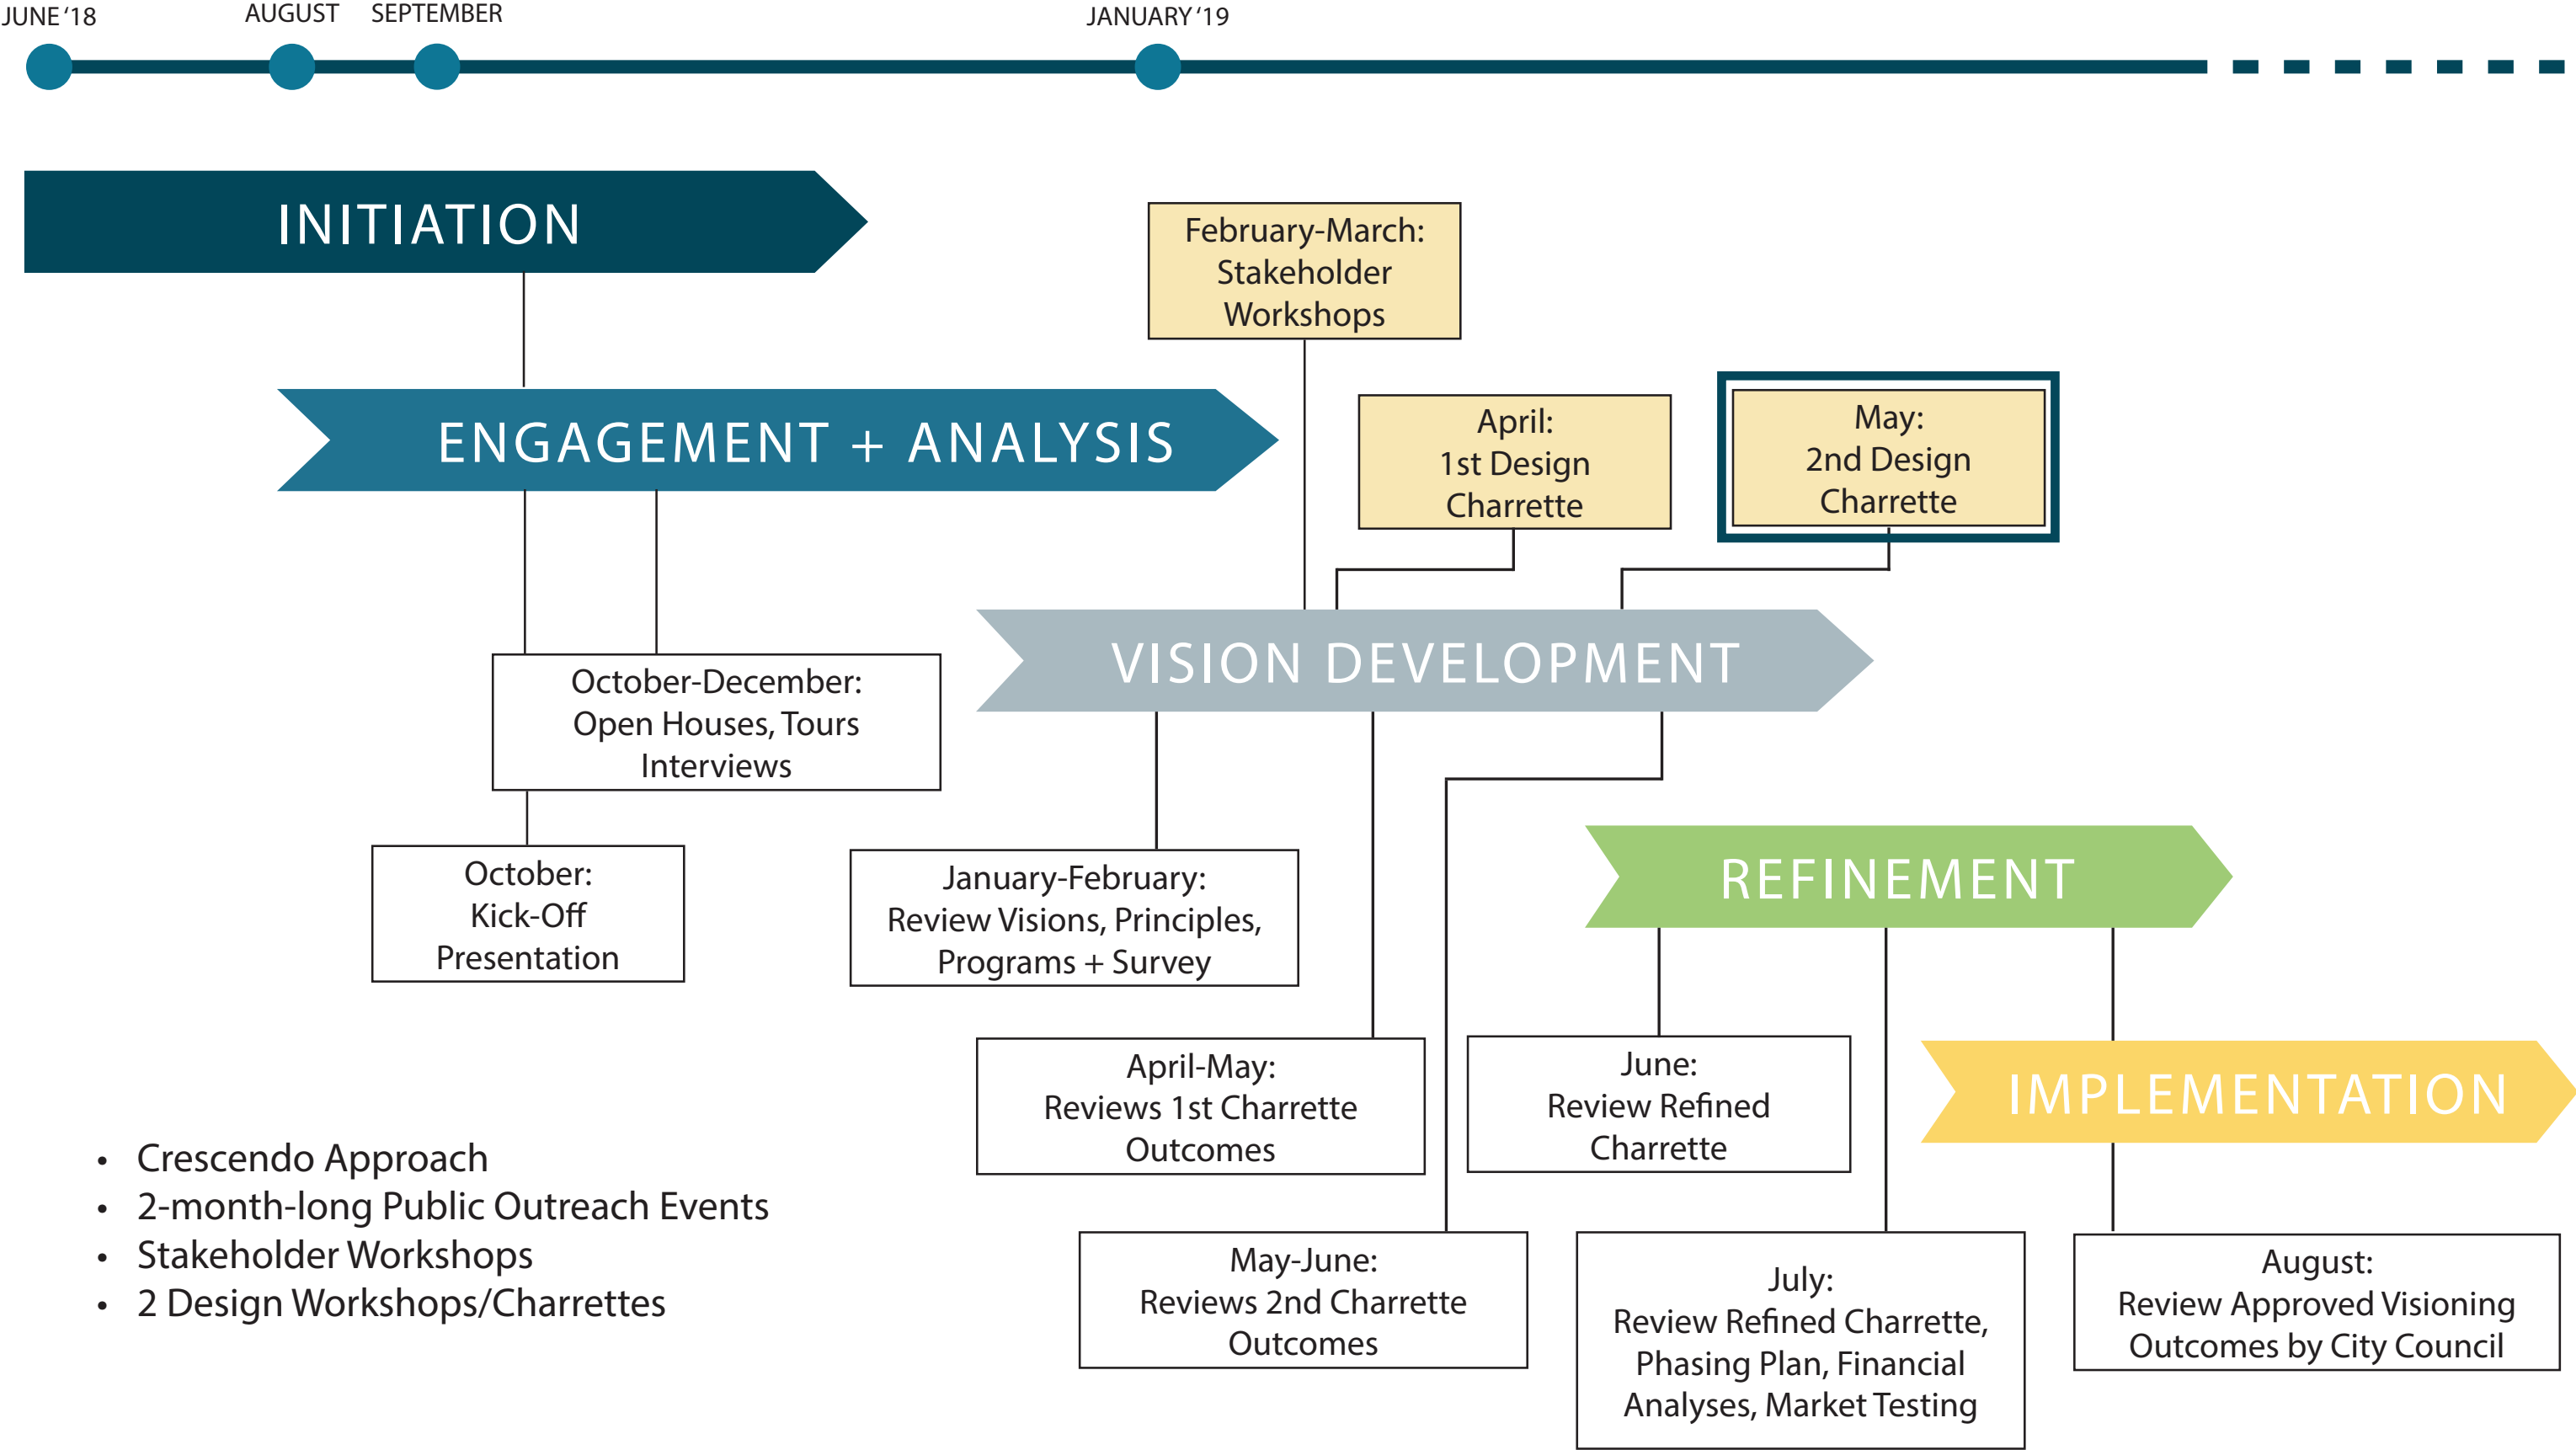 JUNE ‘18
AUGUST
SEPTEMBER
JANUARY ‘19
INITIATION
February-March:
Stakeholder
Workshops
ENGAGEMENT + ANALYSIS
April:
1st Design
Charrette
May:
2nd Design
Charrette
VISION DEVELOPMENT
October-December:
Open Houses, Tours
Interviews
October:
Kick-Off
Presentation
January-February:
Review Visions, Principles,
Programs + Survey
REFINEMENT
April-May:
Reviews 1st Charrette
Outcomes
June:
Review Refined
Charrette
IMPLEMENTATION
• Crescendo Approach
• 2-month-long Public Outreach Events
• Stakeholder Workshops
• 2 Design Workshops/Charrettes
May-June:
Reviews 2nd Charrette
Outcomes
July:
Review Refined Charrette,
Phasing Plan, Financial
Analyses, Market Testing
August:
Review Approved Visioning
Outcomes by City Council